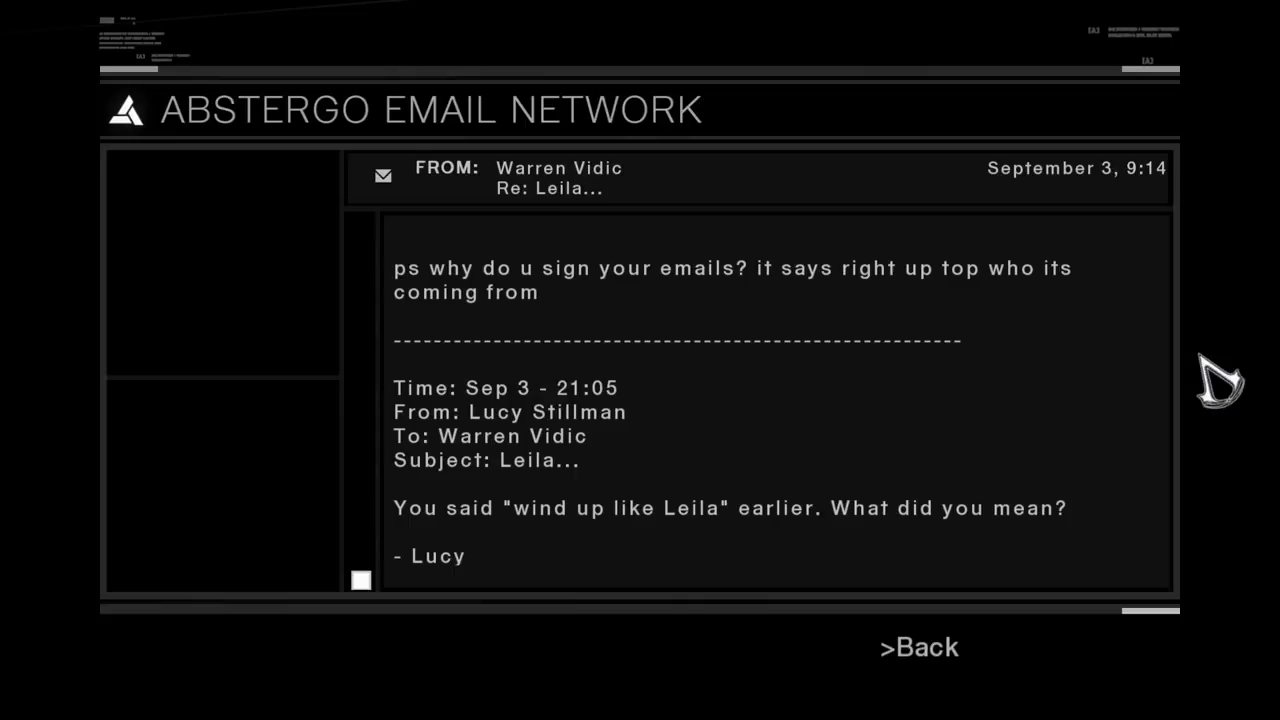 ABSTERGO EMAIL NETWORK
FROM: Warren Vidic September 3, 9:14
Re: Leila...
ps why do u sign your emails? it says right up top who its
coming from
---------------------------------------------------------
Time: Sep 3 - 21:05
From: Lucy Stillman
To: Warren Vidic
Subject: Leila...
You said "wind up like Leila" earlier. What did you mean?
- Lucy
>Back